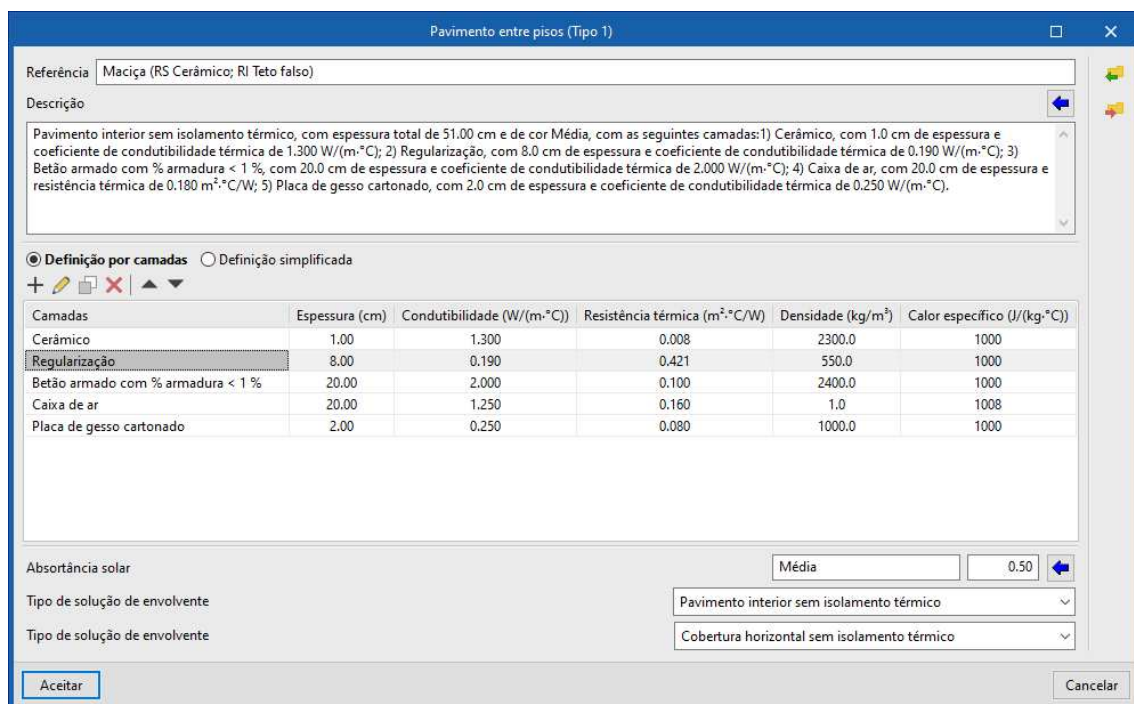 Pavimento entre pisos (Tipo 1)
Referência Maciça (RS Cerâmico; RI Teto falso)
Descrição
Pavimento interior sem isolamento térmico, com espessura total de 51.00 cm e de cor Média, com as seguintes camadas:1) Cerâmico, com 1.0 cm de espessura e
coeficiente de condutibilidade térmica de 1.300 W/(m·°C); 2) Regularização, com 8.0 cm de espessura e coeficiente de condutibilidade térmica de 0.190 W/(m·°C); 3)
Betão armado com % armadura < 1 %, com 20.0 cm de espessura e coeficiente de condutibilidade térmica de 2.000 W/(m·°C); 4) Caixa de ar, com 20.0 cm de espessura e
resistência térmica de 0.180 m²·°C/W; 5) Placa de gesso cartonado, com 2.0 cm de espessura e coeficiente de condutibilidade térmica de 0.250 W/(m·°C).
Definição por camadas Definição simplificada
Camadas Espessura (cm) Condutibilidade (W/(m·°C)) Resistência térmica (m²·°C/W) Densidade (kg/m³) Calor específico (J/(kg·°C))
Cerâmico 1.00 1.300 0.008 2300.0 1000
Regularização 8.00 0.190 0.421 550.0 1000
Betão armado com % armadura < 1 % 20.00 2.000 0.100 2400.0 1000
Caixa de ar 20.00 1.250 0.160 1.0 1008
Placa de gesso cartonado 2.00 0.250 0.080 1000.0 1000
Absortância solar Média 0.50
Tipo de solução de envolvente Pavimento interior sem isolamento térmico
Tipo de solução de envolvente Cobertura horizontal sem isolamento térmico
Aceitar Cancelar